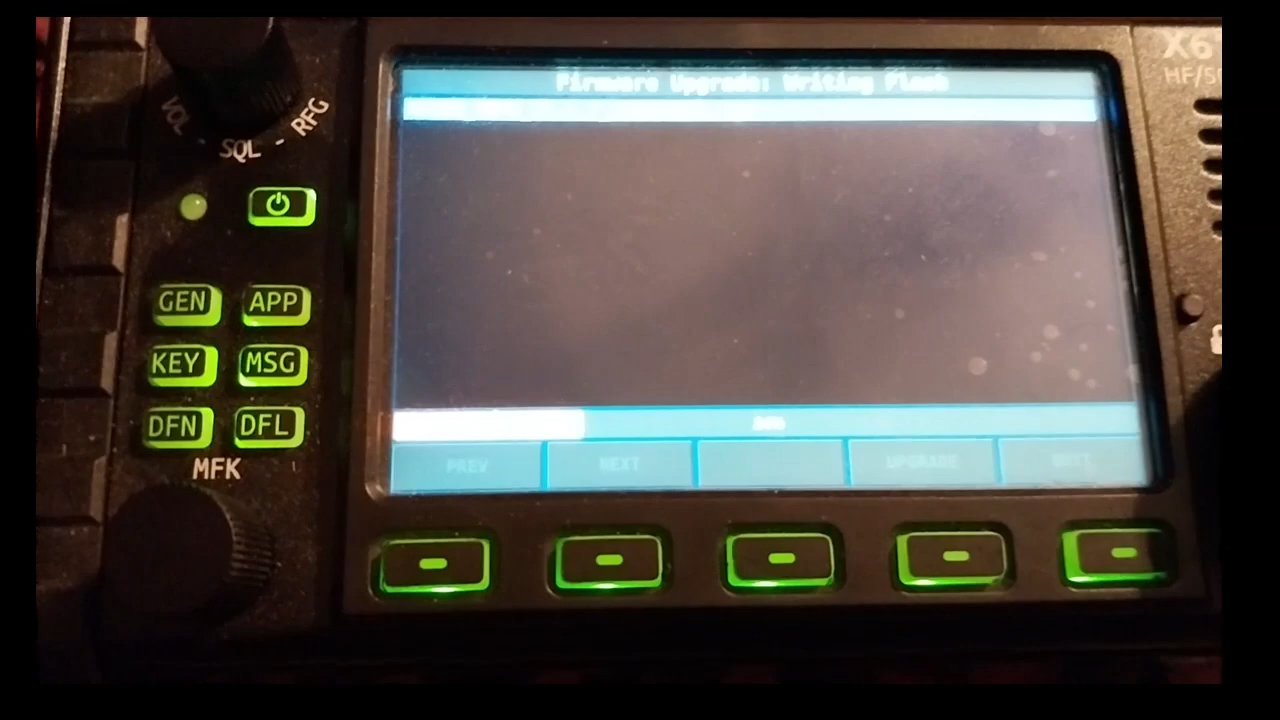 X6
HF/5
Firmware Upgrade: Writing Flash
VOL - SQL - RFG
GEN APP
KEY MSG
DFN DFL
MFK
PREV NEXT UPGRADE